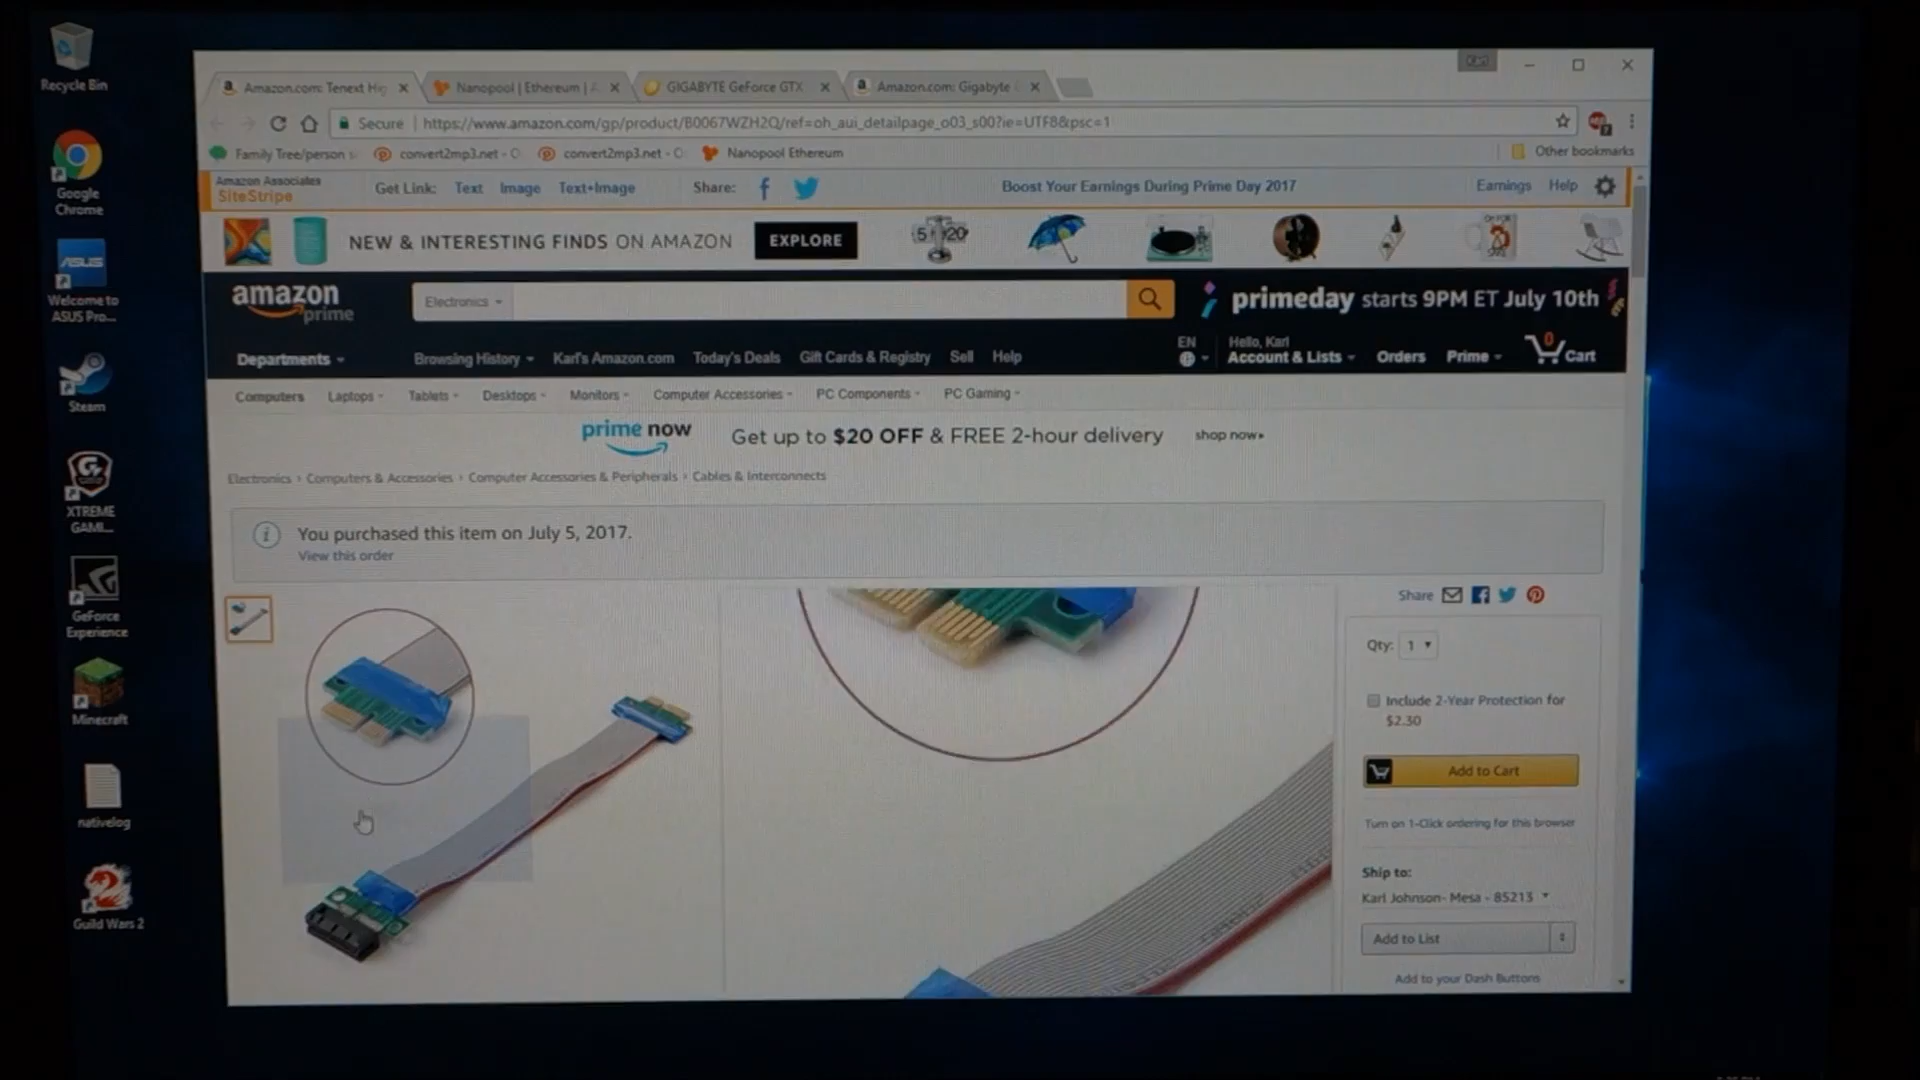 Recycle Bin
Google
Chrome
ASUS
Welcome to
ASUS Pro...
Steam
XTREME
GAMI...
GeForce
Experience
Minecraft
nativelog
Guild Wars 2
Amazon.com: Tenext Hig
Nanopool | Ethereum |
GIGABYTE GeForce GTX
Amazon.com: Gigabyte
Secure
https://www.amazon.com/gp/product/B0067WZH2Q/ref=oh_aui_detailpage_o03_s00?ie=UTF8&psc=1
Family Tree/person s
convert2mp3.net - C
convert2mp3.net - C
Nanopool Ethereum
Other bookmarks
Amazon Associates
SiteStripe
Get Link: Text Image Text+Image
Share:
Boost Your Earnings During Prime Day 2017
Earnings Help
NEW & INTERESTING FINDS ON AMAZON
EXPLORE
5 20
amazon
prime
Electronics
primeday starts 9PM ET July 10th
Departments
Browsing History Karl's Amazon.com Today's Deals Gift Cards & Registry Sell Help
EN
Hello, Karl
Account & Lists
Orders
Prime
0
Cart
Computers Laptops Tablets Desktops Monitors Computer Accessories PC Components PC Gaming
prime now
Get up to $20 OFF & FREE 2-hour delivery
shop now
Electronics › Computers & Accessories › Computer Accessories & Peripherals › Cables & Interconnects
You purchased this item on July 5, 2017.
View this order
Share
Qty: 1
Include 2-Year Protection for
$2.30
Add to Cart
Turn on 1-Click ordering for this browser
Ship to:
Karl Johnson- Mesa - 85213
Add to List
Add to your Dash Buttons